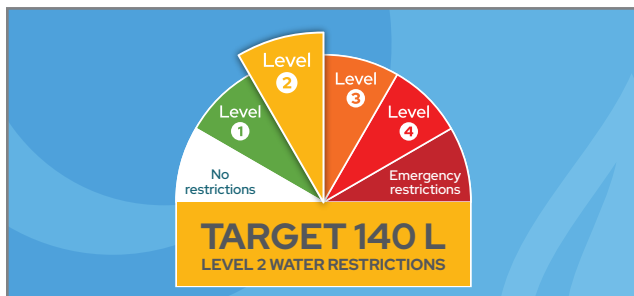 No
restrictions
Level
1
Level
2
Level
3
Level
4
Emergency
restrictions
TARGET 140 L
LEVEL 2 WATER RESTRICTIONS